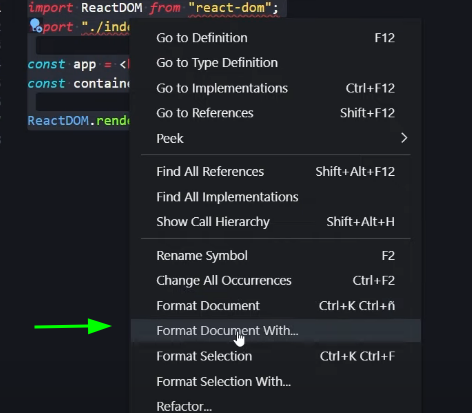 import ReactDOM from "react-dom";
port "./inde
const app = <
const containe
ReactDOM.rende
Go to Definition F12
Go to Type Definition
Go to Implementations Ctrl+F12
Go to References Shift+F12
Peek
Find All References Shift+Alt+F12
Find All Implementations
Show Call Hierarchy Shift+Alt+H
Rename Symbol F2
Change All Occurrences Ctrl+F2
Format Document Ctrl+K Ctrl+ñ
Format Document With...
Format Selection Ctrl+K Ctrl+F
Format Selection With...
Refactor...